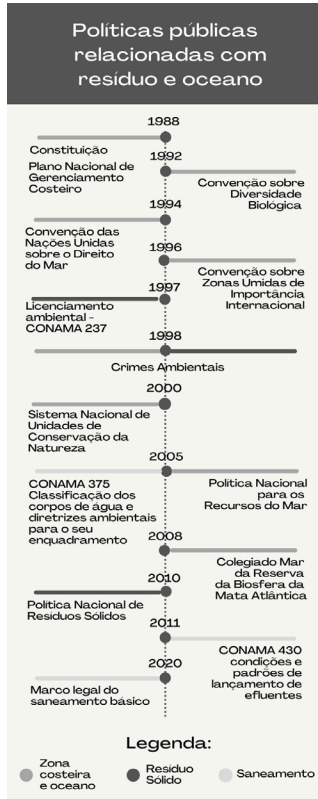 Políticas públicas
relacionadas com
resíduo e oceano
1988
Constituição
Plano Nacional de
Gerenciamento
Costeiro
1992
Convenção sobre
Diversidade
Biológica
1994
Convenção das
Nações Unidas
sobre o Direito
do Mar
1996
Convenção sobre
Zonas Úmidas de
Importância
Internacional
1997
Licenciamento
ambiental -
CONAMA 237
1998
Crimes Ambientais
2000
Sistema Nacional de
Unidades de
Conservação da
Natureza
2005
CONAMA 375
Classificação dos
corpos de água e
diretrizes ambientais
para o seu
enquadramento
Política Nacional
para os
Recursos do Mar
2008
Colegiado Mar
da Reserva
da Biosfera da
Mata Atlântica
2010
Política Nacional de
Resíduos Sólidos
2011
CONAMA 430
condições e
padrões de
lançamento de
efluentes
2020
Marco legal do
saneamento básico
Legenda:
Zona
costeira
e oceano
Resíduo
Sólido
Saneamento